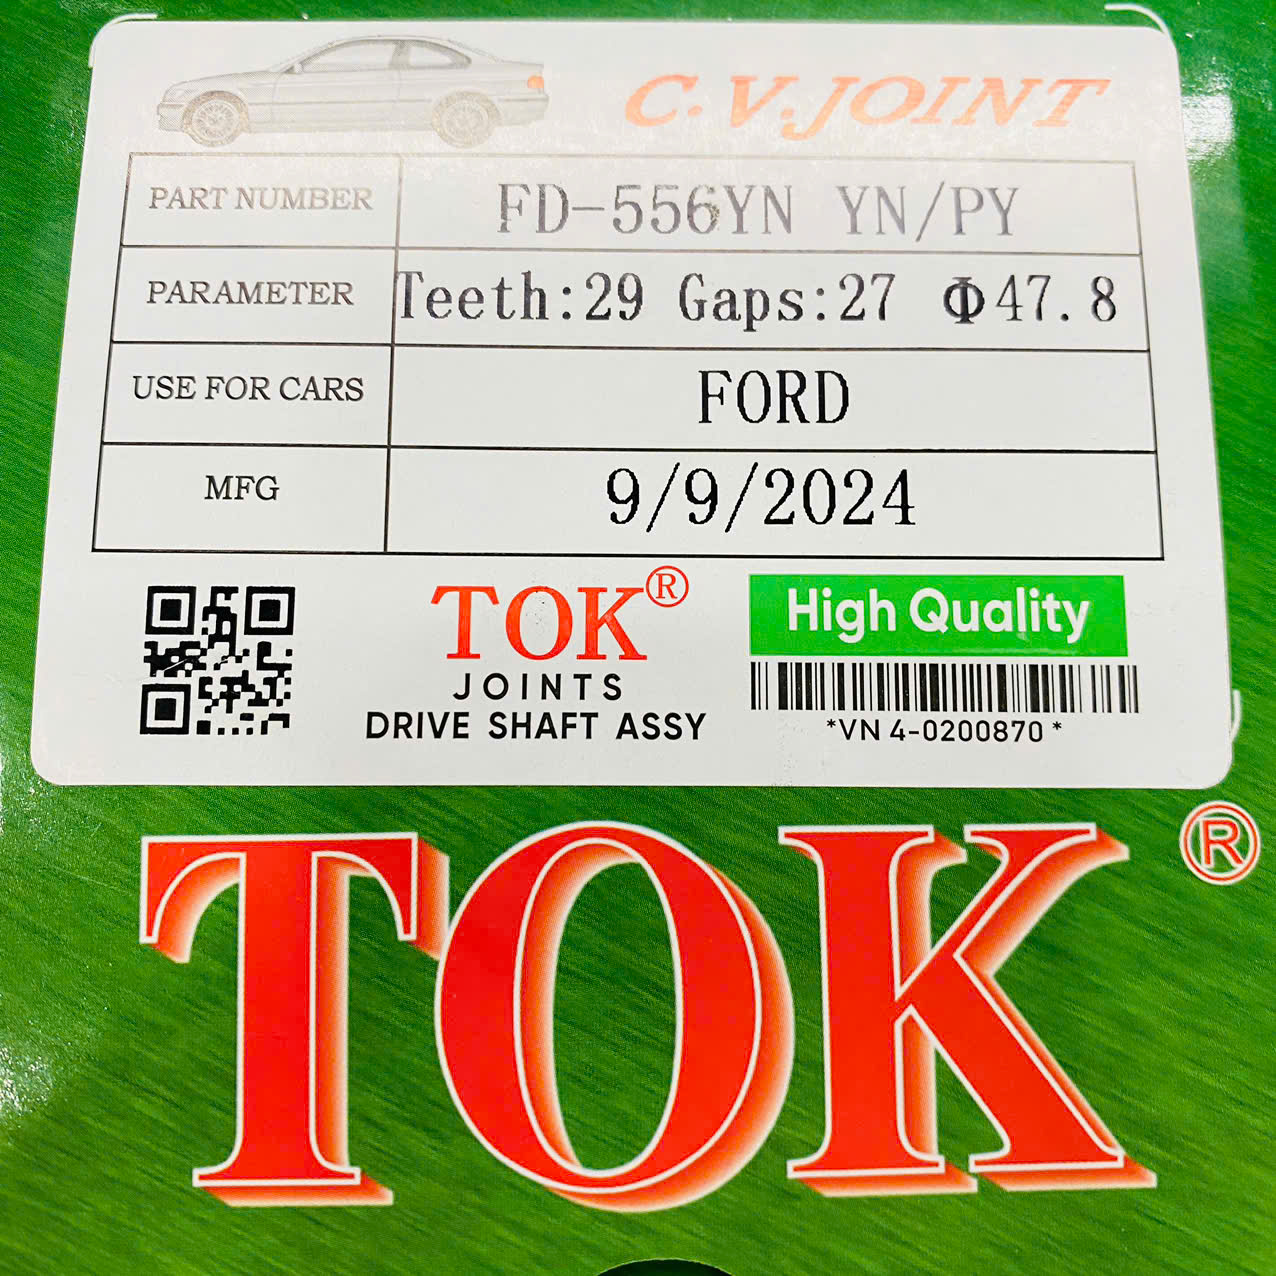 C.V.JOINT
PART NUMBER FD-556YN YN/PY
PARAMETER Teeth:29 Gaps:27 Φ47.8
USE FOR CARS FORD
MFG 9/9/2024
TOK®
JOINTS
DRIVE SHAFT ASSY
High Quality
*VN 4-0200870 *
TOK®